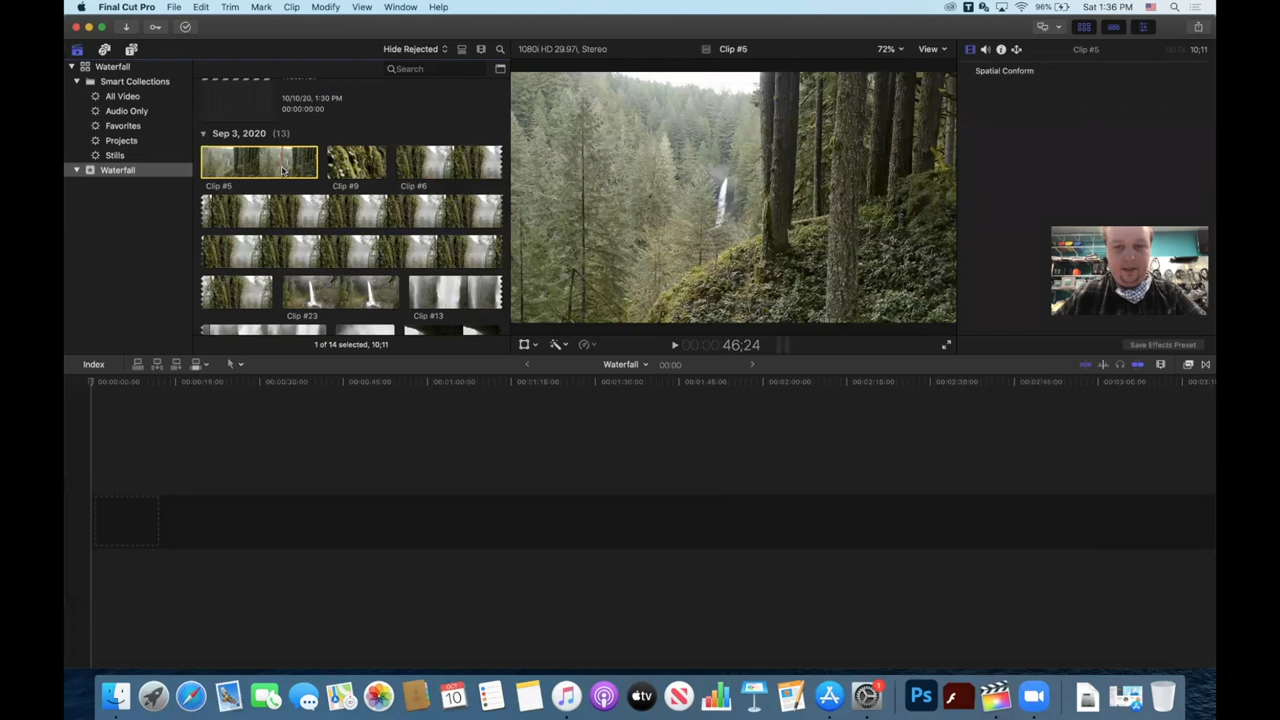 Final Cut Pro File Edit Trim Mark Clip Modify View Window Help
96% Sat 1:36 PM
Hide Rejected 1080i HD 29.97i, Stereo Clip #5 72% View Clip #5 10;11
Waterfall
Search
Spatial Conform
Smart Collections
All Video
Audio Only
Favorites
Projects
Stills
Waterfall
10/10/20, 1:30 PM
00:00:00:00
Sep 3, 2020 (13)
Clip #5 Clip #9 Clip #6
Clip #23 Clip #13
1 of 14 selected, 10;11
00:00 46;24
Save Effects Preset
Index Waterfall 00:00
00:00:00:00 00:00:15:00 00:00:30:00 00:00:45:00 00:01:00:00 00:01:15:00 00:01:30:00 00:01:45:00 00:02:00:00 00:02:15:00 00:02:30:00 00:02:45:00 00:03:00:00
OCT
10
tv
1
Ps